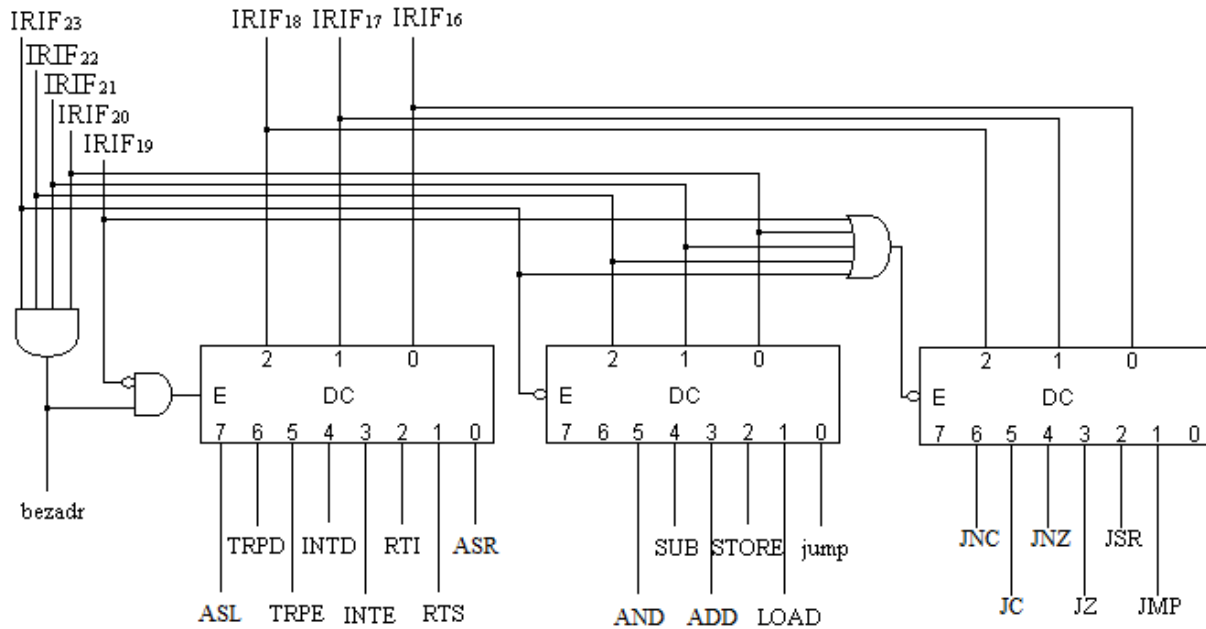 IRIF23 IRIF18 IRIF17 IRIF16
IRIF22
IRIF21
IRIF20
IRIF19
2 1 0 2 1 0 2 1 0
E DC E DC E DC
7 6 5 4 3 2 1 0 7 6 5 4 3 2 1 0 7 6 5 4 3 2 1 0
bezadr
TRPD INTD RTI ASR SUB STORE jump JNC JNZ JSR
ASL TRPE INTE RTS AND ADD LOAD JC JZ JMP